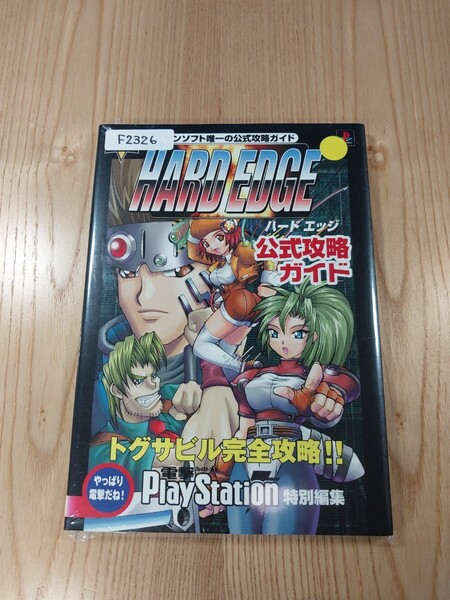 F2326
ンソフト唯一の公式攻略ガイド
HARD EDGE
ハード エッジ
公式攻略
ガイド
トグサビル完全攻略!!
やっぱり
電撃だね!
電撃
PlayStation 特別編集